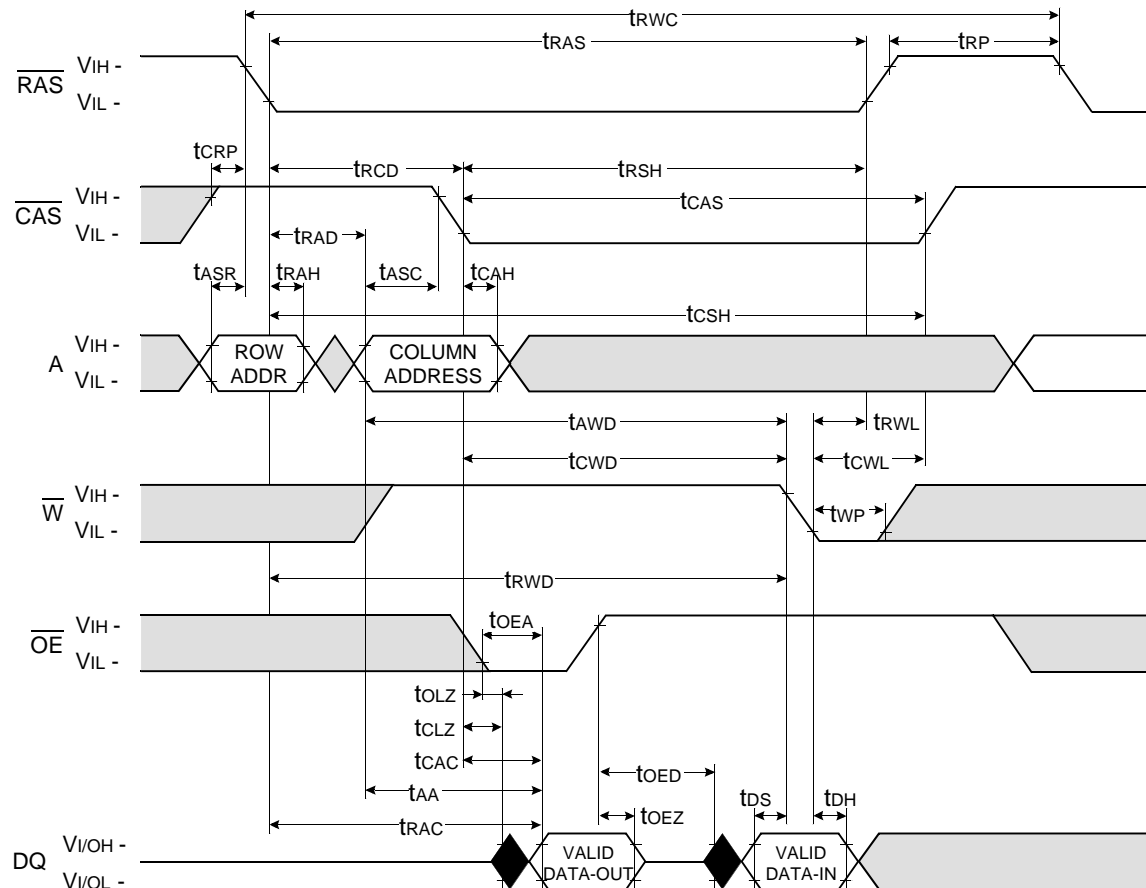 tRWC
tRAS
tRP
RAS
VIH -
VIL -
tCRP
tRCD
tRSH
CAS
VIH -
VIL -
tCAS
tRAD
tASR
tRAH
tASC
tCAH
tCSH
A
VIH -
VIL -
ROW
ADDR
COLUMN
ADDRESS
tAWD
tRWL
tCWD
tCWL
W
VIH -
VIL -
tWP
tRWD
OE
VIH -
VIL -
tOEA
tOLZ
tCLZ
tCAC
tOED
tAA
tDS
tDH
tOEZ
tRAC
DQ
VI/OH -
VI/OL -
VALID
DATA-OUT
VALID
DATA-IN